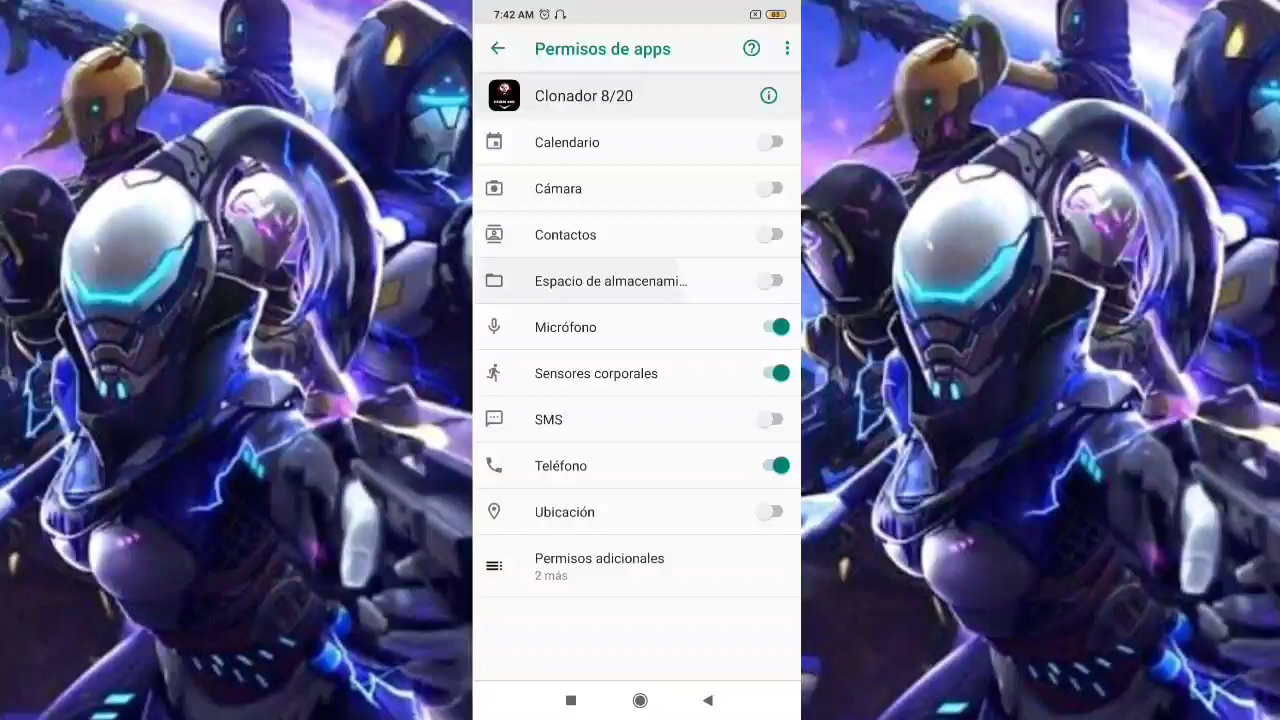 7:42 AM
83
Permisos de apps
Clonador 8/20
Calendario
Cámara
Contactos
Espacio de almacenami...
Micrófono
Sensores corporales
SMS
Teléfono
Ubicación
Permisos adicionales
2 más